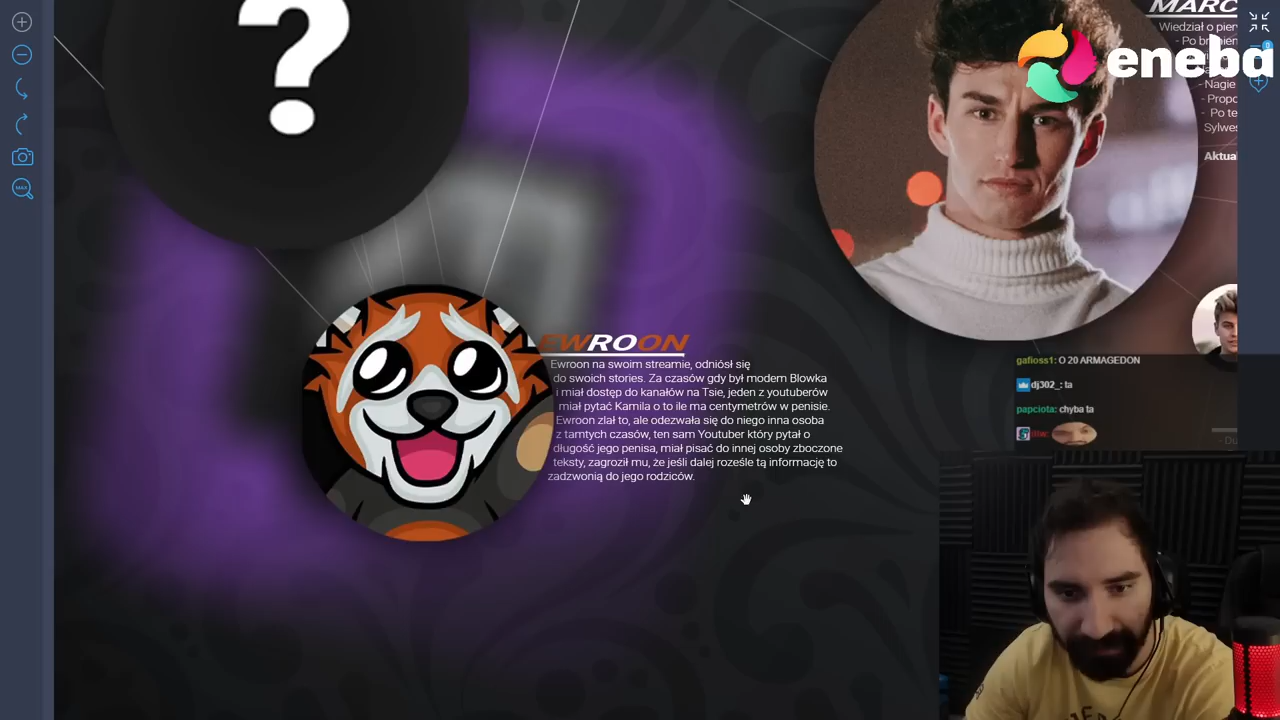 ?
MARC
Wiedział o pier
- Po br
eneba
- Nagie
- Propo
- Po te
Sylwes
Aktual
MAX
EWROON
Ewroon na swoim streamie, odniósł się
do swoich stories. Za czasów gdy był modem Blowka
i miał dostęp do kanałów na Tsie, jeden z youtuberów
miał pytać Kamila o to ile ma centymetrów w penisie.
Ewroon zlał to, ale odezwała się do niego inna osoba
z tamtych czasów, ten sam Youtuber który pytał o
długość jego penisa, miał pisać do innej osoby zboczone
teksty, zagroził mu, że jeśli dalej roześle tą informację to
zadzwonią do jego rodziców.
gafioss1: O 20 ARMAGEDON
dj302_: ta
papciota: chyba ta
- Du